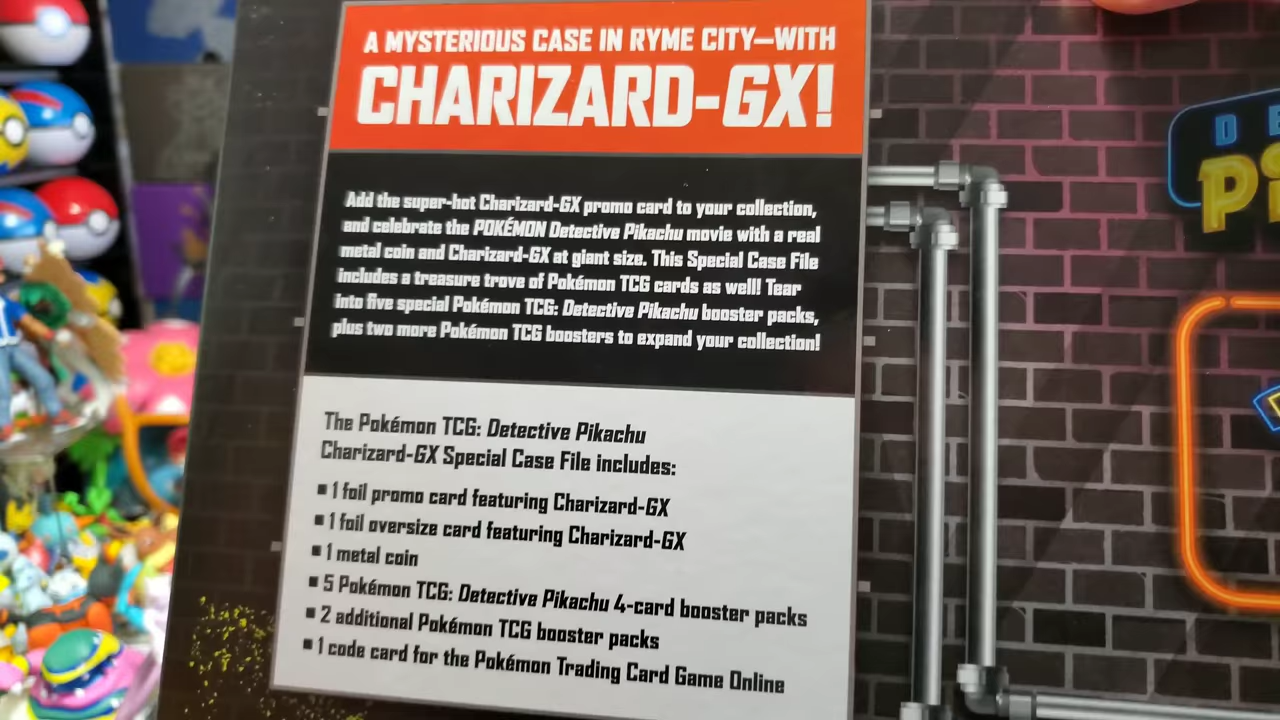 A MYSTERIOUS CASE IN RYME CITY—WITH
CHARIZARD-GX!
Add the super-hot Charizard-GX promo card to your collection,
and celebrate the POKÉMON Detective Pikachu movie with a real
metal coin and Charizard-GX at giant size. This Special Case File
includes a treasure trove of Pokémon TCG cards as well! Tear
into five special Pokémon TCG: Detective Pikachu booster packs,
plus two more Pokémon TCG boosters to expand your collection!
The Pokémon TCG: Detective Pikachu
Charizard-GX Special Case File includes:
▪ 1 foil promo card featuring Charizard-GX
▪ 1 foil oversize card featuring Charizard-GX
▪ 1 metal coin
▪ 5 Pokémon TCG: Detective Pikachu 4-card booster packs
▪ 2 additional Pokémon TCG booster packs
▪ 1 code card for the Pokémon Trading Card Game Online